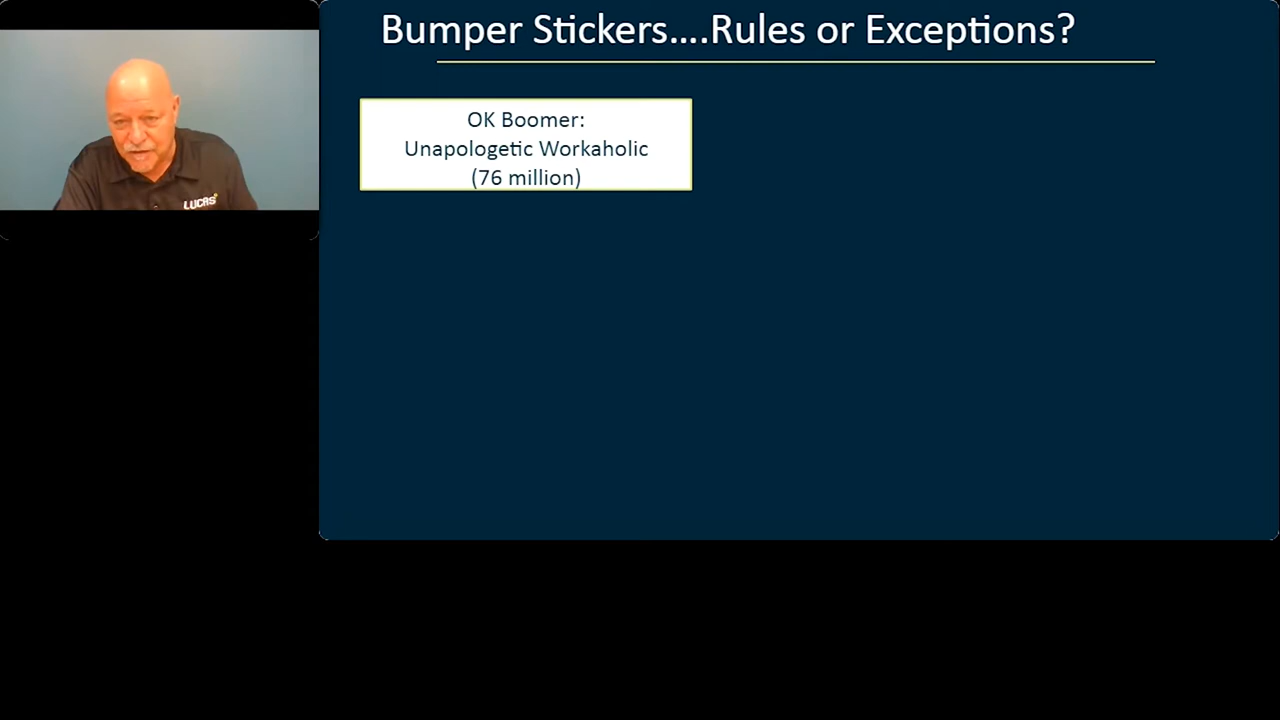 Bumper Stickers....Rules or Exceptions?
OK Boomer:
Unapologetic Workaholic
(76 million)
LUCAS